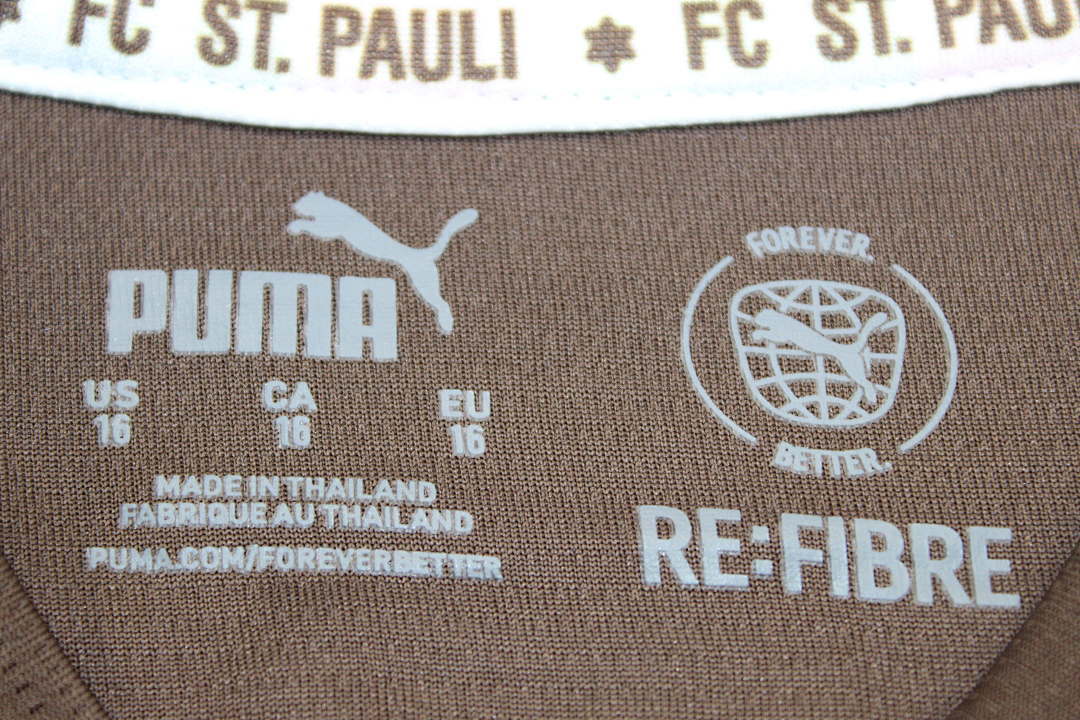 FC ST. PAULI FC ST. PAU
PUMA
US CA EU
16 16 16
MADE IN THAILAND
FABRIQUE AU THAILAND
PUMA.COM/FOREVERBETTER
FOREVER.
BETTER.
RE:FIBRE